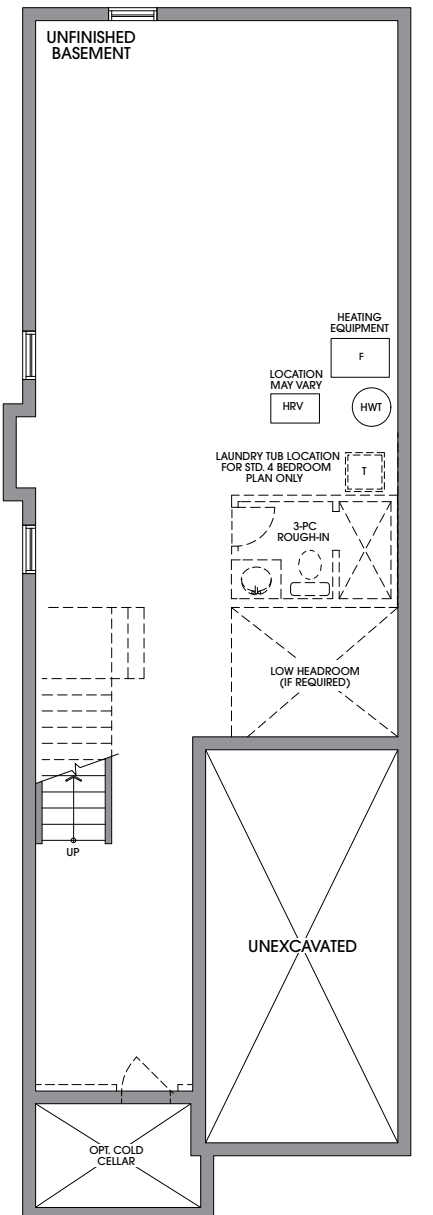 UNFINISHED
BASEMENT
HEATING
EQUIPMENT
F
LOCATION
MAY VARY
HRV
HWT
LAUNDRY TUB LOCATION
FOR STD. 4 BEDROOM
PLAN ONLY
T
3-PC
ROUGH-IN
LOW HEADROOM
(IF REQUIRED)
UP
UNEXCAVATED
OPT. COLD
CELLAR